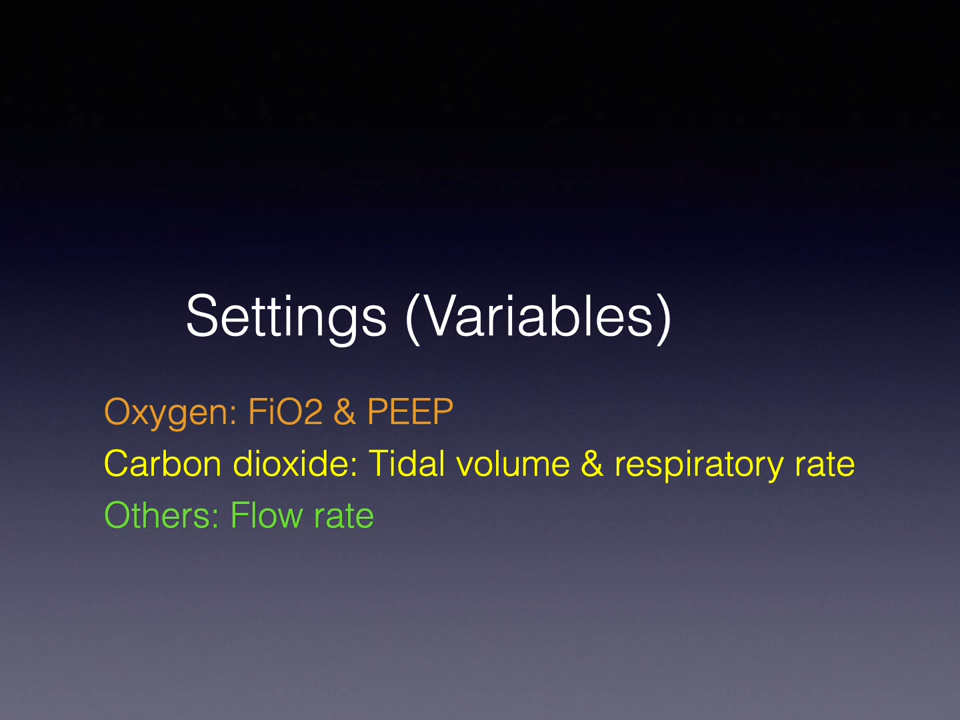 Settings (Variables)
Oxygen: FiO2 & PEEP
Carbon dioxide: Tidal volume & respiratory rate
Others: Flow rate